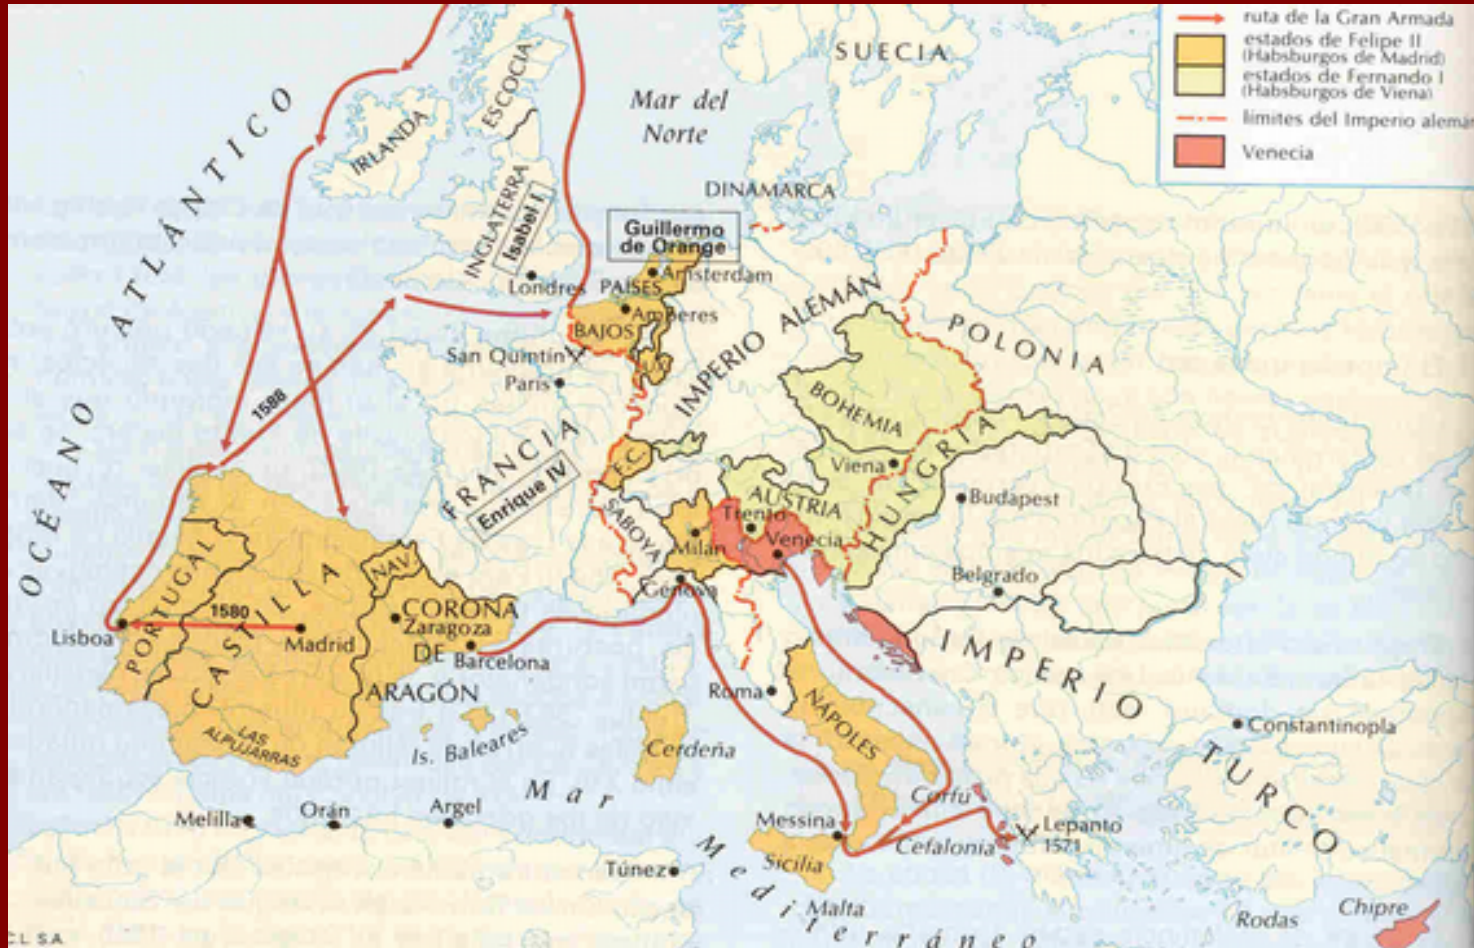 ruta de la Gran Armada
estados de Felipe II
(Habsburgos de Madrid)
estados de Fernando I
(Habsburgos de Viena)
límites del Imperio alemán
Venecia
SUECIA
ESCOCIA
Mar del
Norte
IRLANDA
OCÉANO ATLÁNTICO
DINAMARCA
INGLATERRA
Isabel I
Guillermo
de Orange
Amsterdam
Londres
PAÍSES
BAJOS
Amberes
IMPERIO ALEMÁN
POLONIA
San Quintín
LUX.
París
1588
BOHEMIA
FRANCIA
Enrique IV
F.C.
Viena
HUNGRÍA
AUSTRIA
Budapest
SABOYA
Trento
Milán
Venecia
Génova
Belgrado
NAV.
PORTUGAL
CASTILLA
CORONA
DE
ARAGÓN
Zaragoza
1580
Lisboa
Madrid
Barcelona
IMPERIO
TURCO
Roma
NÁPOLES
Constantinopla
LAS
ALPUJARRAS
Is. Baleares
Cerdeña
Mar
Mediterráneo
Corfú
Melilla
Orán
Argel
Messina
Lepanto
1571
Cefalonia
Sicilia
Túnez
Malta
Rodas
Chipre
C L S.A.